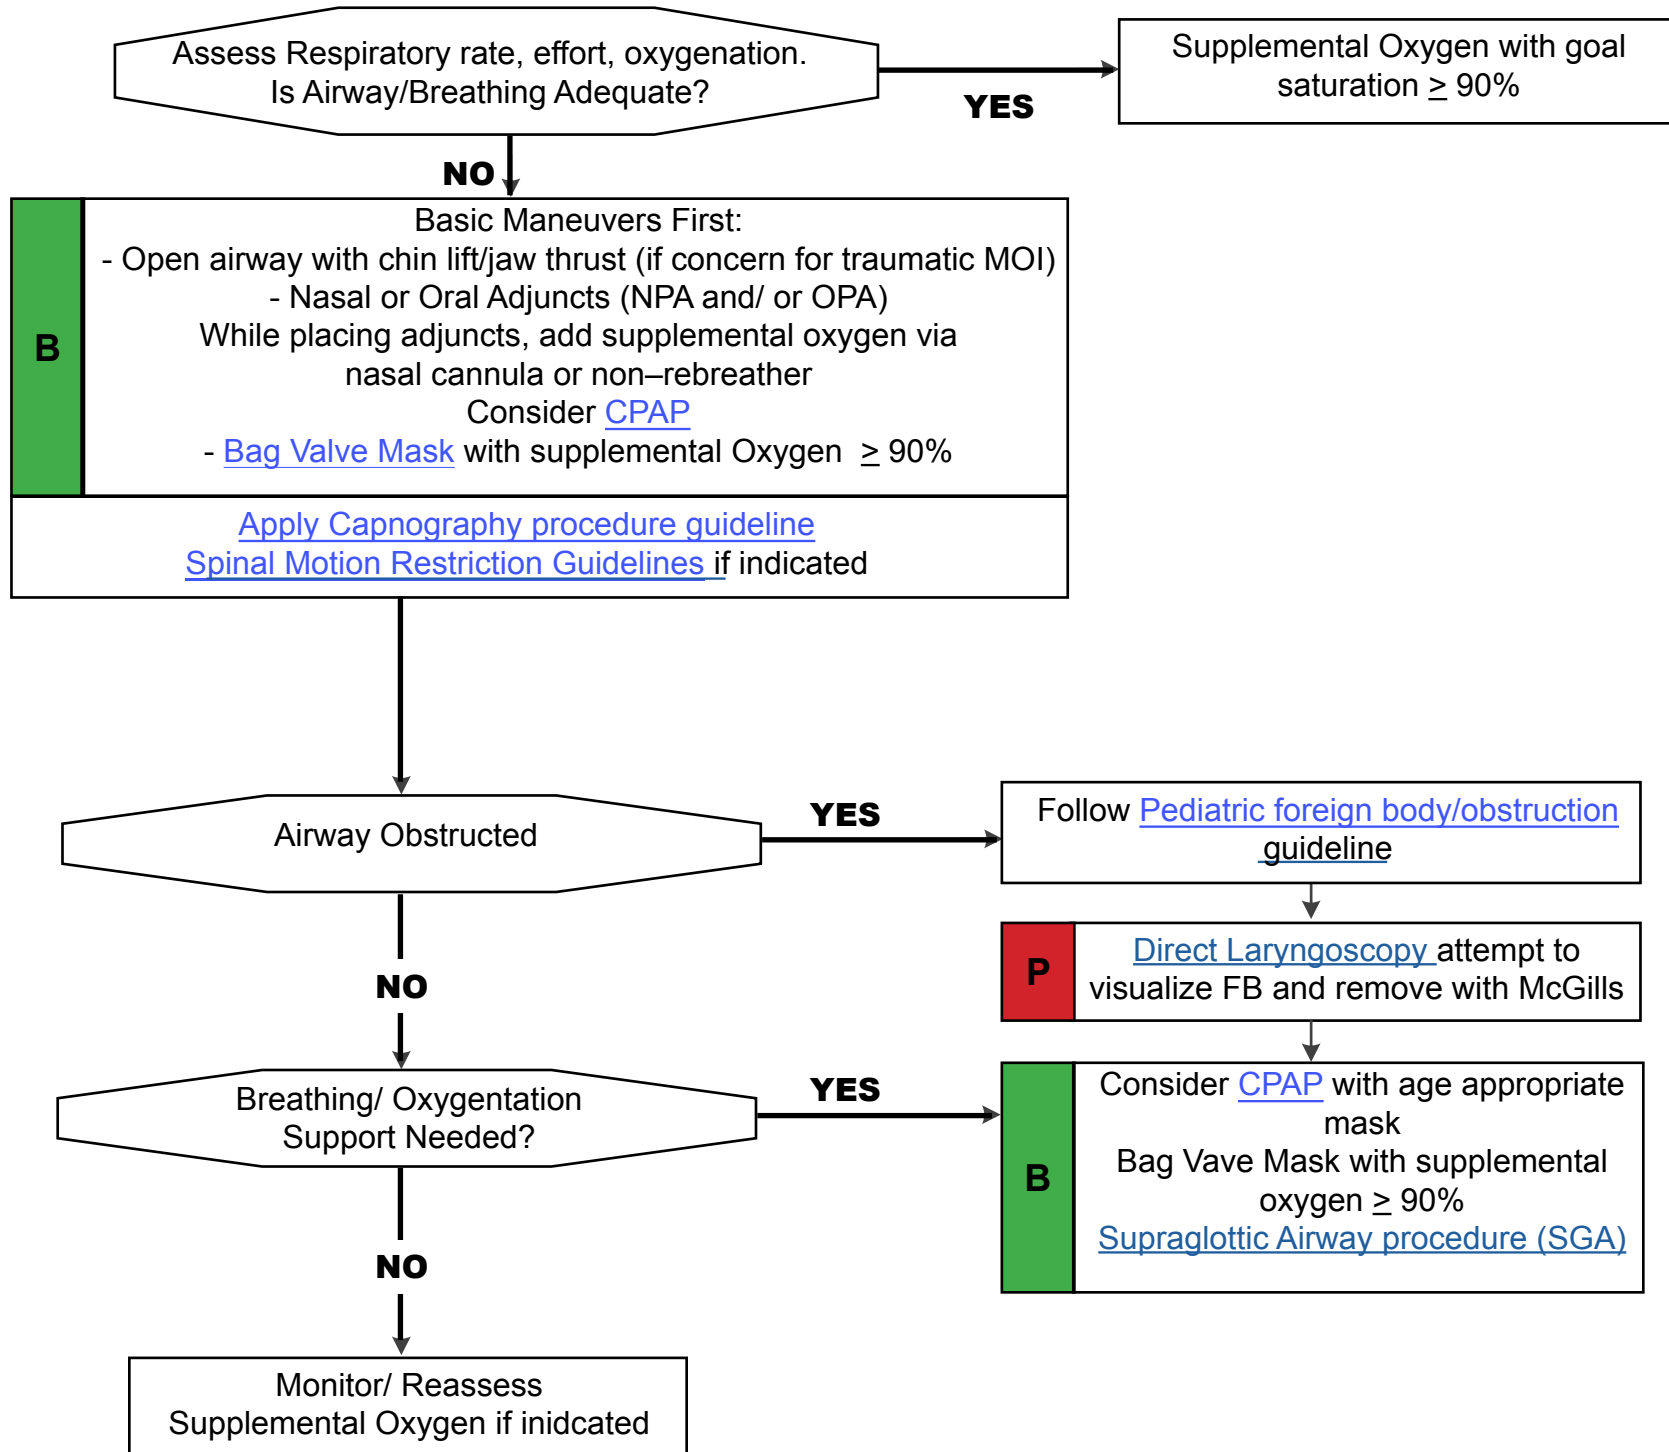 Assess Respiratory rate, effort, oxygenation.
Is Airway/Breathing Adequate?
YES
Supplemental Oxygen with goal
saturation ≥ 90%
NO
B
Basic Maneuvers First:
- Open airway with chin lift/jaw thrust (if concern for traumatic MOI)
- Nasal or Oral Adjuncts (NPA and/ or OPA)
While placing adjuncts, add supplemental oxygen via
nasal cannula or non–rebreather
Consider CPAP
- Bag Valve Mask with supplemental Oxygen ≥ 90%
Apply Capnography procedure guideline
Spinal Motion Restriction Guidelines if indicated
Airway Obstructed
YES
Follow Pediatric foreign body/obstruction
guideline
P
Direct Laryngoscopy attempt to
visualize FB and remove with McGills
NO
Breathing/ Oxygentation
Support Needed?
YES
B
Consider CPAP with age appropriate
mask
Bag Vave Mask with supplemental
oxygen ≥ 90%
Supraglottic Airway procedure (SGA)
NO
Monitor/ Reassess
Supplemental Oxygen if inidcated